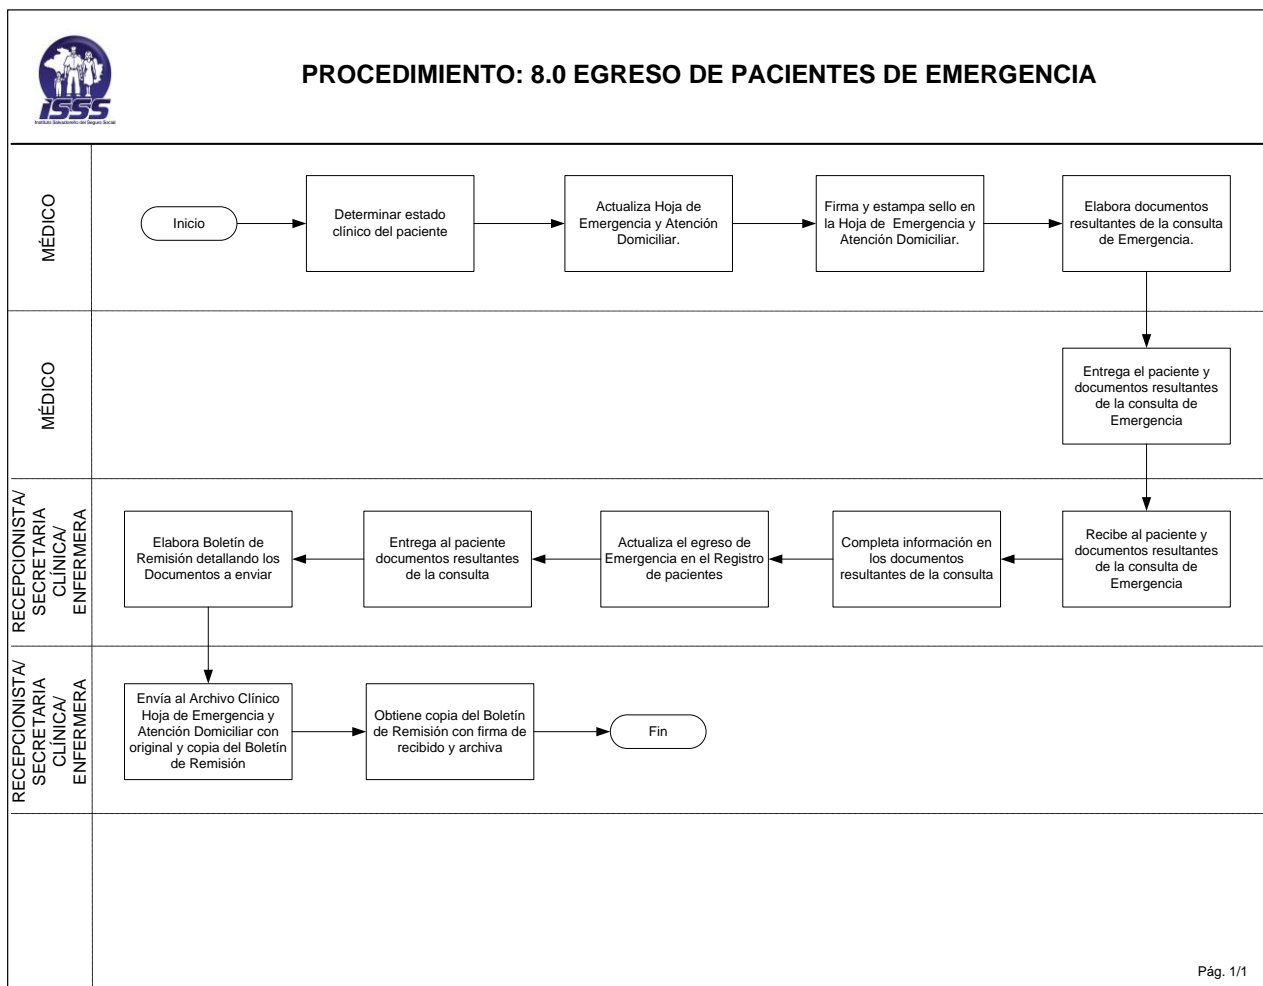 PROCEDIMIENTO: 8.0 EGRESO DE PACIENTES DE EMERGENCIA
ISSS
Instituto Salvadoreño del Seguro Social
MÉDICO
Inicio
Determinar estado
clínico del paciente
Actualiza Hoja de
Emergencia y Atención
Domiciliar.
Firma y estampa sello en
la Hoja de Emergencia y
Atención Domiciliar.
Elabora documentos
resultantes de la consulta
de Emergencia.
MÉDICO
Entrega el paciente y
documentos resultantes
de la consulta de
Emergencia
RECEPCIONISTA/
SECRETARIA
CLÍNICA/
ENFERMERA
Recibe al paciente y
documentos resultantes
de la consulta de
Emergencia
Completa información en
los documentos
resultantes de la consulta
Actualiza el egreso de
Emergencia en el Registro
de pacientes
Entrega al paciente
documentos resultantes
de la consulta
Elabora Boletín de
Remisión detallando los
Documentos a enviar
RECEPCIONISTA/
SECRETARIA
CLÍNICA/
ENFERMERA
Envía al Archivo Clínico
Hoja de Emergencia y
Atención Domiciliar con
original y copia del Boletín
de Remisión
Obtiene copia del Boletín
de Remisión con firma de
recibido y archiva
Fin
Pág. 1/1